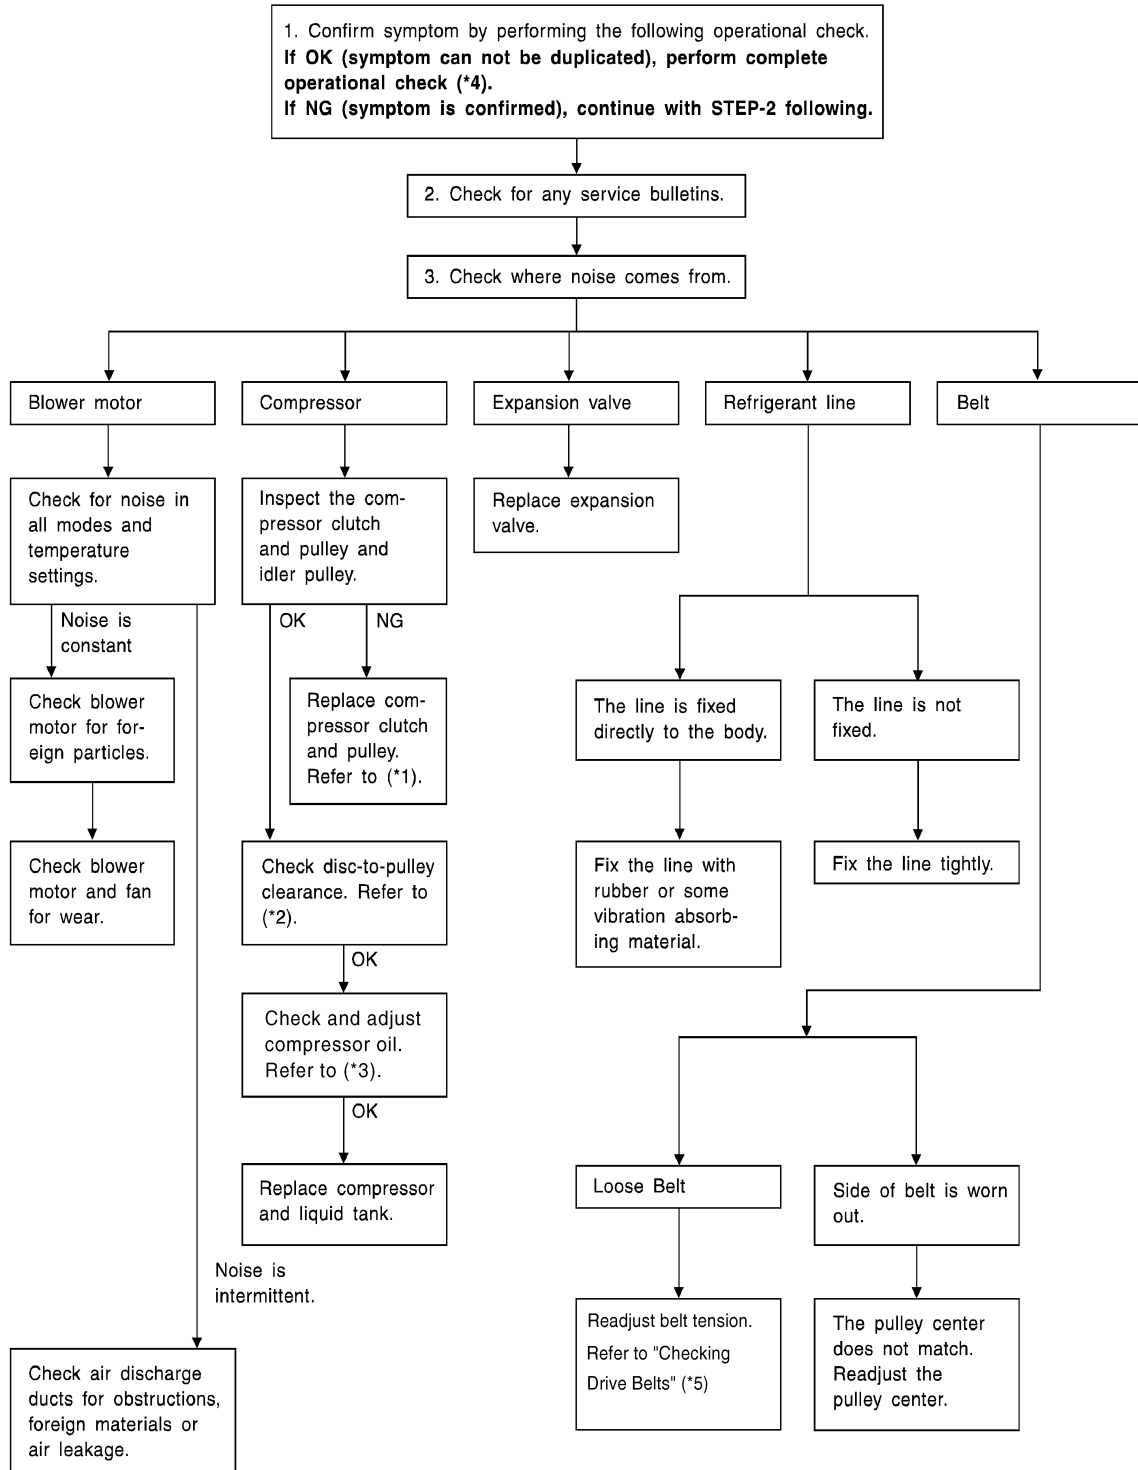 1. Confirm symptom by performing the following operational check.
If OK (symptom can not be duplicated), perform complete
operational check (*4).
If NG (symptom is confirmed), continue with STEP-2 following.
2. Check for any service bulletins.
3. Check where noise comes from.
Blower motor
Compressor
Expansion valve
Refrigerant line
Belt
Check for noise in
all modes and
temperature
settings.
Inspect the com-
pressor clutch
and pulley and
idler pulley.
Replace expansion
valve.
Noise is
constant
OK
NG
Check blower
motor for for-
eign particles.
Replace com-
pressor clutch
and pulley.
Refer to (*1).
The line is fixed
directly to the body.
The line is not
fixed.
Check blower
motor and fan
for wear.
Check disc-to-pulley
clearance. Refer to
(*2).
Fix the line with
rubber or some
vibration absorb-
ing material.
Fix the line tightly.
OK
Check and adjust
compressor oil.
Refer to (*3).
OK
Replace compressor
and liquid tank.
Loose Belt
Side of belt is worn
out.
Noise is
intermittent.
Readjust belt tension.
Refer to "Checking
Drive Belts" (*5)
The pulley center
does not match.
Readjust the
pulley center.
Check air discharge
ducts for obstructions,
foreign materials or
air leakage.